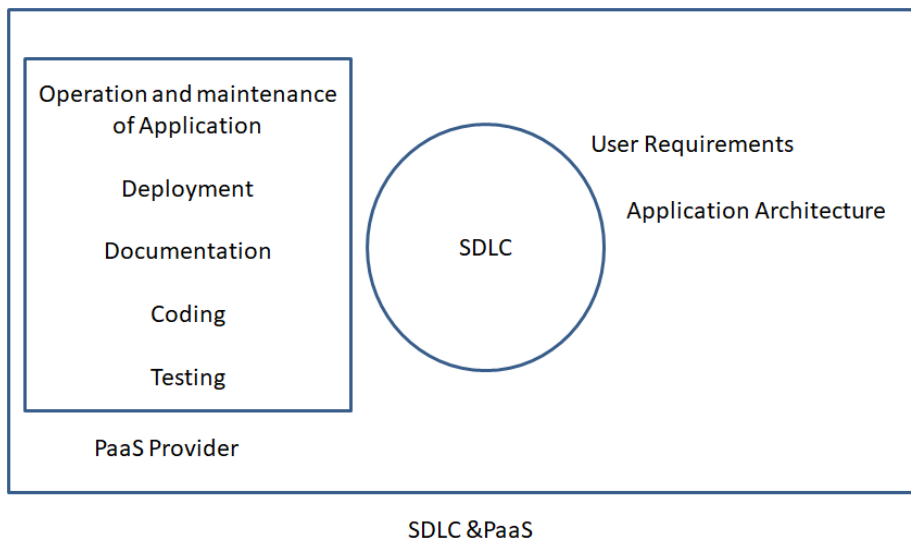 Operation and maintenance
of Application
Deployment
Documentation
Coding
Testing
PaaS Provider
SDLC
User Requirements
Application Architecture
SDLC &PaaS